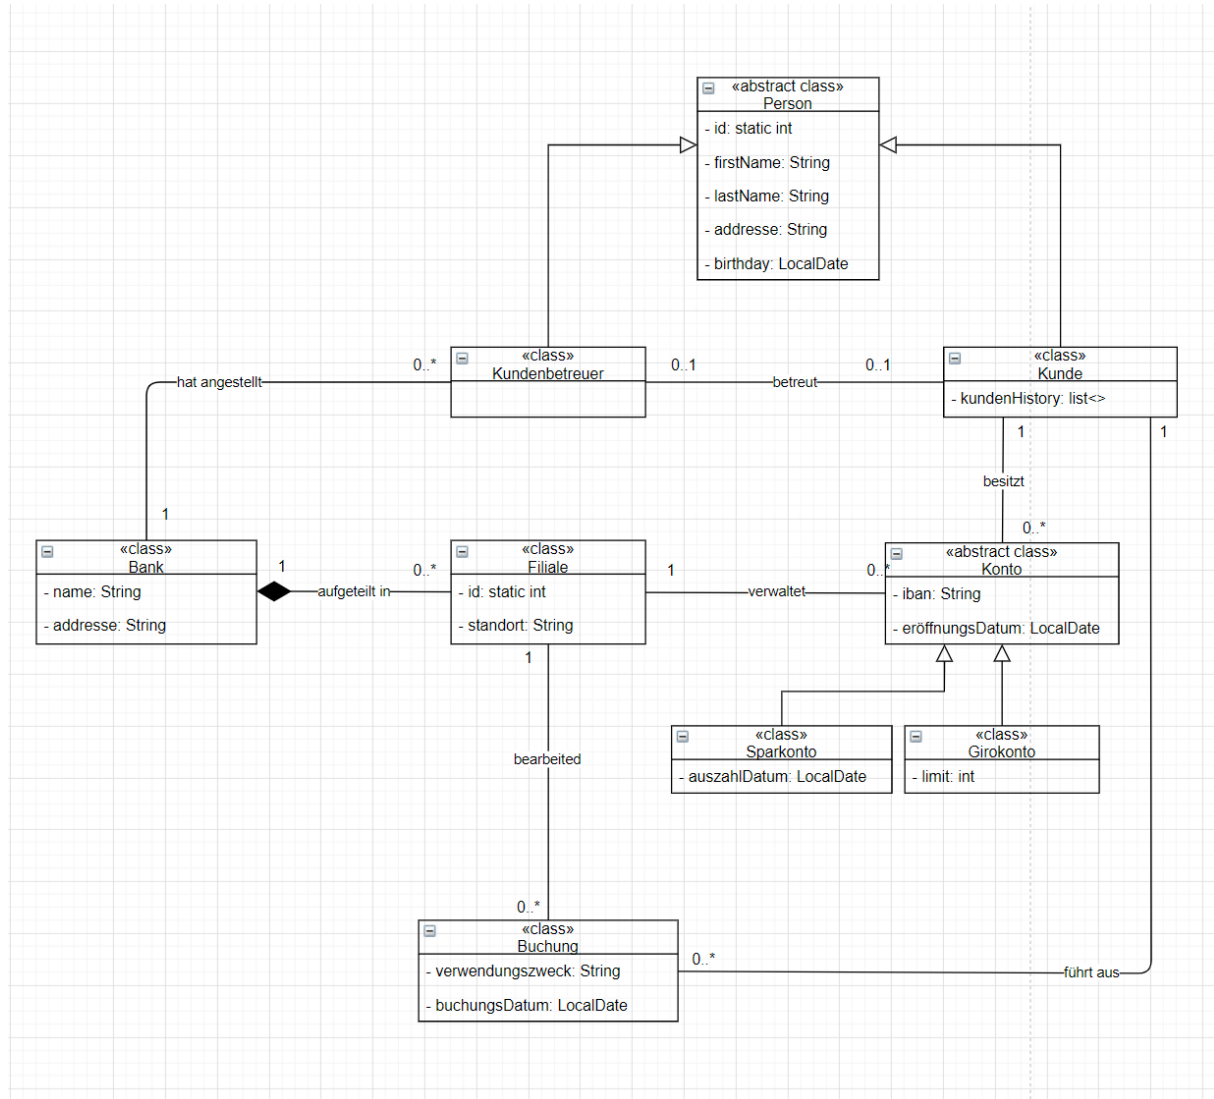 «abstract class»
Person
- id: static int
- firstName: String
- lastName: String
- addresse: String
- birthday: LocalDate
«class»
Kundenbetreuer
0..*
hat angestellt
1
0..1
betreut
0..1
«class»
Kunde
- kundenHistory: list<>
1
besitzt
0..*
1
«class»
Bank
- name: String
- addresse: String
1
aufgeteilt in
0..*
«class»
Filiale
- id: static int
- standort: String
1
verwaltet
0..*
«abstract class»
Konto
- iban: String
- eröffnungsDatum: LocalDate
«class»
Sparkonto
- auszahlDatum: LocalDate
«class»
Girokonto
- limit: int
1
bearbeited
0..*
«class»
Buchung
- verwendungszweck: String
- buchungsDatum: LocalDate
0..*
führt aus